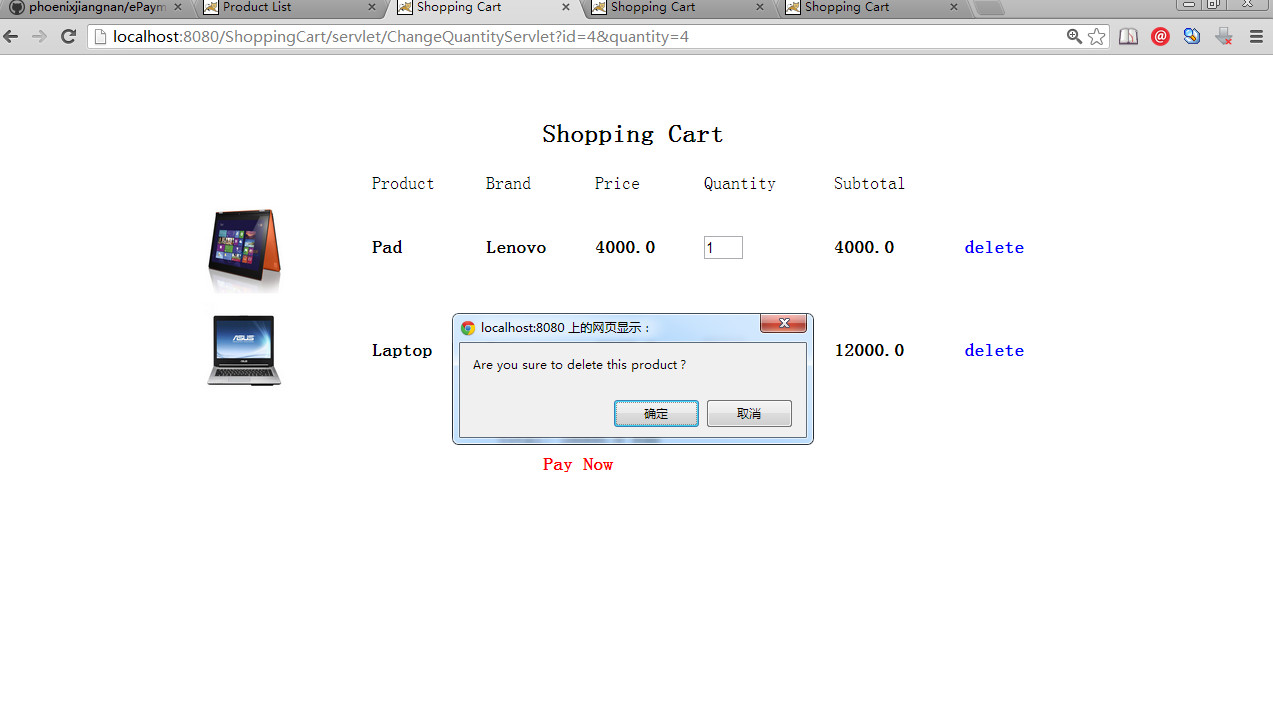 phoenixjiangnan/ePaym
Product List
Shopping Cart
Shopping Cart
Shopping Cart
localhost:8080/ShoppingCart/servlet/ChangeQuantityServlet?id=4&quantity=4
Shopping Cart
Product Brand Price Quantity Subtotal
Pad Lenovo 4000.0 1 4000.0 delete
ASUS
Laptop 12000.0 delete
localhost:8080 上的网页显示：
Are you sure to delete this product ?
确定 取消
Pay Now